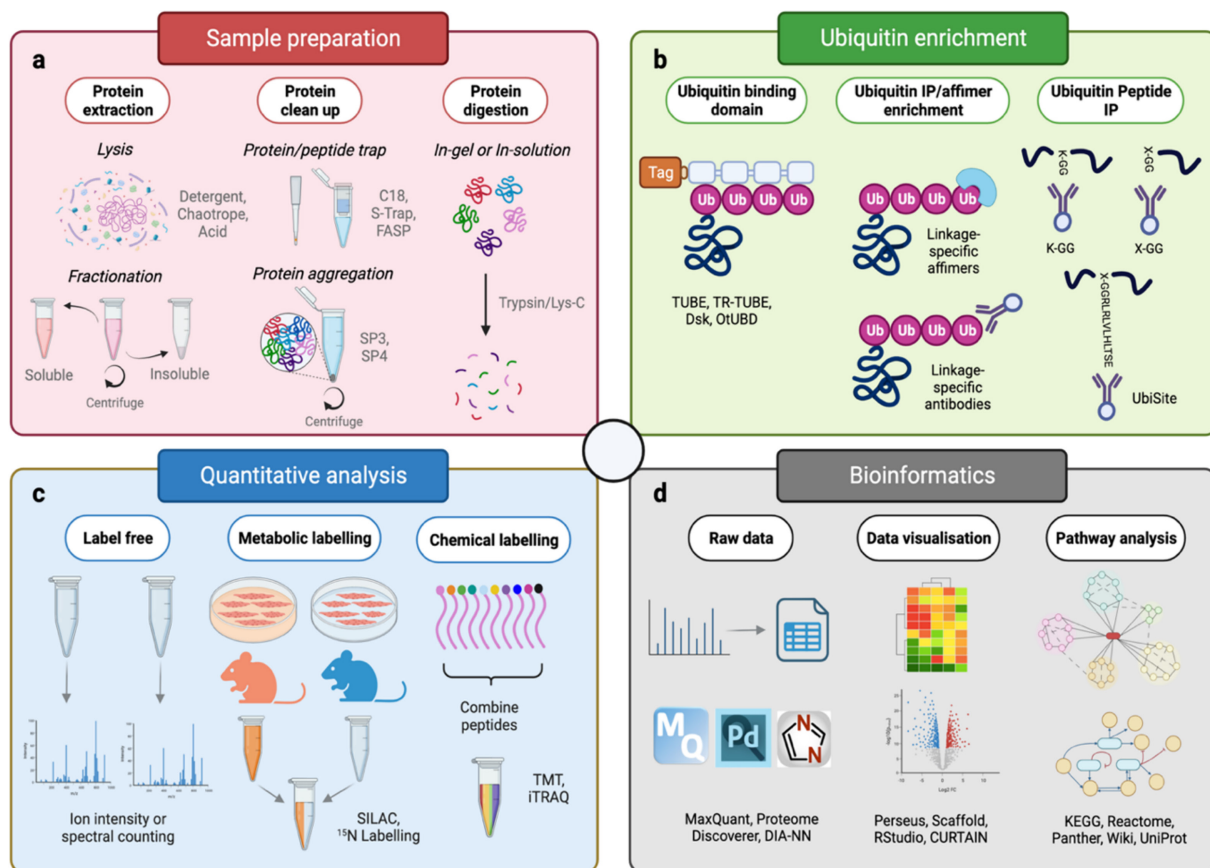 Sample preparation
a
Protein
extraction
Protein
clean up
Protein
digestion
Lysis
Detergent,
Chaotrope,
Acid
Protein/peptide trap
C18,
S-Trap,
FASP
In-gel or In-solution
Fractionation
Soluble
Insoluble
Centrifuge
Protein aggregation
SP3,
SP4
Centrifuge
Trypsin/Lys-C
Ubiquitin enrichment
b
Ubiquitin binding
domain
Ubiquitin IP/affimer
enrichment
Ubiquitin Peptide
IP
Tag
Ub Ub Ub Ub
TUBE, TR-TUBE,
Dsk, OtUBD
Ub Ub Ub Ub
Linkage-
specific
affimers
Ub Ub Ub Ub
Linkage-
specific
antibodies
K-GG
X-GG
K-GG
X-GG
X-GGRLRLVLHLTSE
UbiSite
Quantitative analysis
c
Label free
Metabolic labelling
Chemical labelling
Ion intensity or
spectral counting
SILAC,
¹⁵N Labelling
Combine
peptides
TMT,
iTRAQ
Bioinformatics
d
Raw data
Data visualisation
Pathway analysis
MQ
Pd
N
N
MaxQuant, Proteome
Discoverer, DIA-NN
Log2 FC
Perseus, Scaffold,
RStudio, CURTAIN
KEGG, Reactome,
Panther, Wiki, UniProt